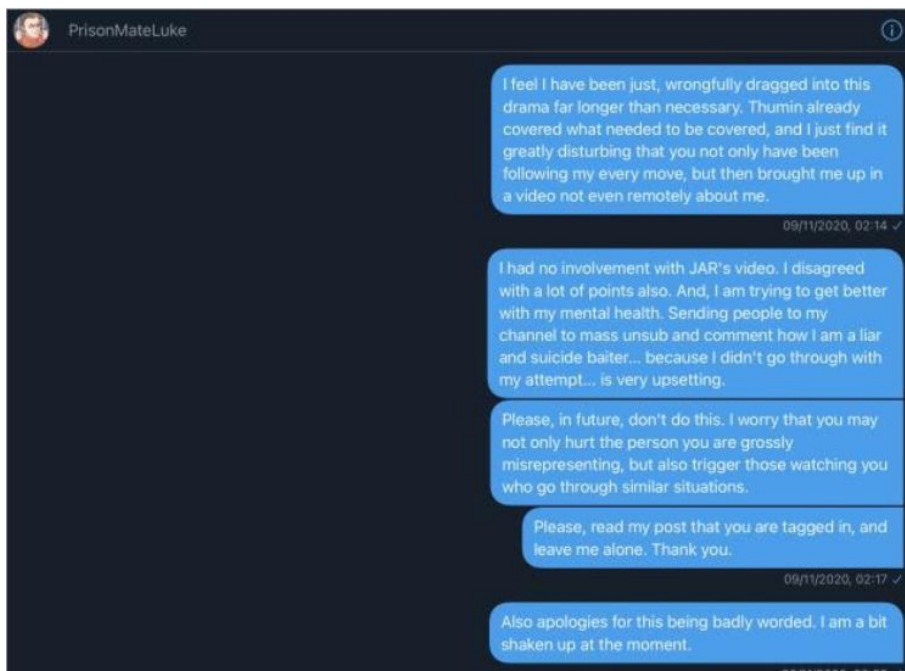 PrisonMateLuke
I feel I have been just, wrongfully dragged into this
drama far longer than necessary. Thumin already
covered what needed to be covered, and I just find it
greatly disturbing that you not only have been
following my every move, but then brought me up in
a video not even remotely about me.
09/11/2020, 02:14 ✓
I had no involvement with JAR's video. I disagreed
with a lot of points also. And, I am trying to get better
with my mental health. Sending people to my
channel to mass unsub and comment how I am a liar
and suicide baiter... because I didn't go through with
my attempt... is very upsetting.
Please, in future, don't do this. I worry that you may
not only hurt the person you are grossly
misrepresenting, but also trigger those watching you
who go through similar situations.
Please, read my post that you are tagged in, and
leave me alone. Thank you.
09/11/2020, 02:17 ✓
Also apologies for this being badly worded. I am a bit
shaken up at the moment.